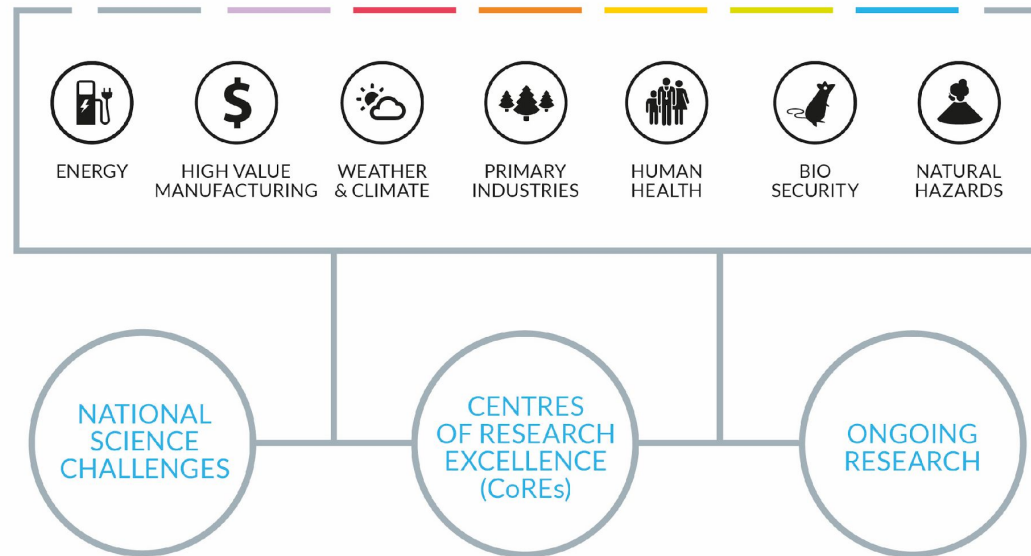 ENERGY
HIGH VALUE
MANUFACTURING
WEATHER
& CLIMATE
PRIMARY
INDUSTRIES
HUMAN
HEALTH
BIO
SECURITY
NATURAL
HAZARDS
NATIONAL
SCIENCE
CHALLENGES
CENTRES
OF RESEARCH
EXCELLENCE
(CoREs)
ONGOING
RESEARCH